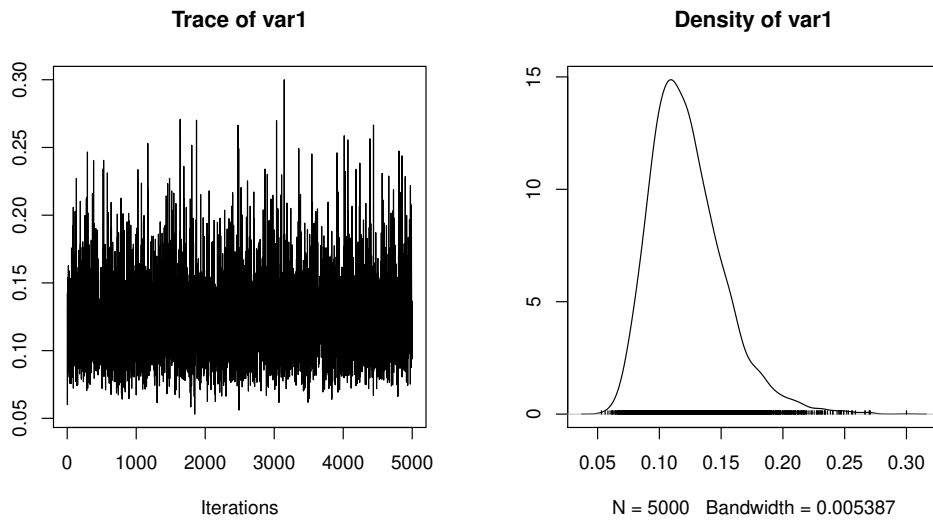 Trace of var1
0.30
0.25
0.20
0.15
0.10
0.05
0 1000 2000 3000 4000 5000
Iterations
Density of var1
15
10
5
0
0.05 0.10 0.15 0.20 0.25 0.30
N = 5000 Bandwidth = 0.005387